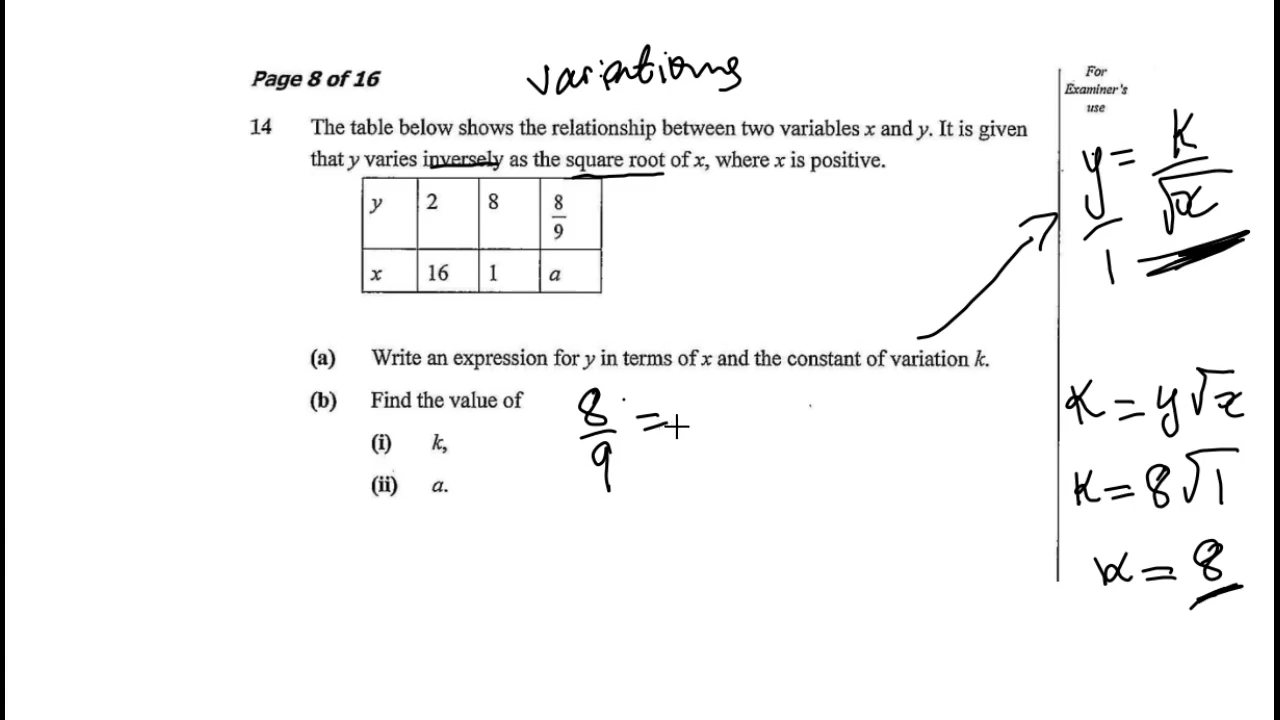 Page 8 of 16
variations
For
Examiner's
use
14 The table below shows the relationship between two variables x and y. It is given
that y varies inversely as the square root of x, where x is positive.
y 2 8 8/9
x 16 1 a
y/1 = k/√x
(a) Write an expression for y in terms of x and the constant of variation k.
(b) Find the value of
(i) k,
(ii) a.
8/9 =
K = y√x
K = 8√1
K = 8